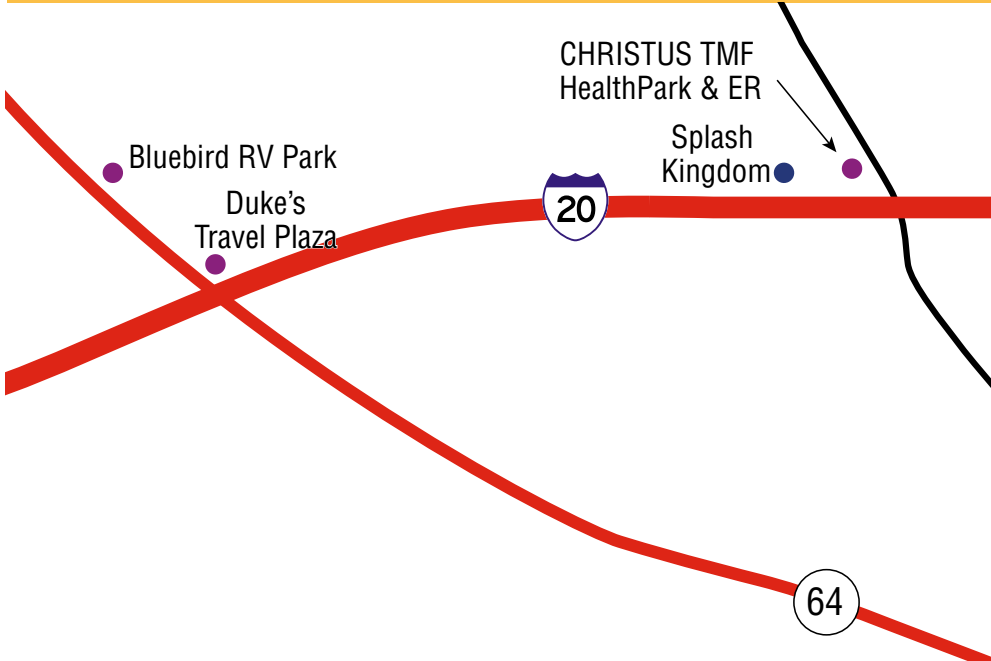 CHRISTUS TMF
HealthPark & ER
Splash
Kingdom
Bluebird RV Park
Duke’s
Travel Plaza
20
64